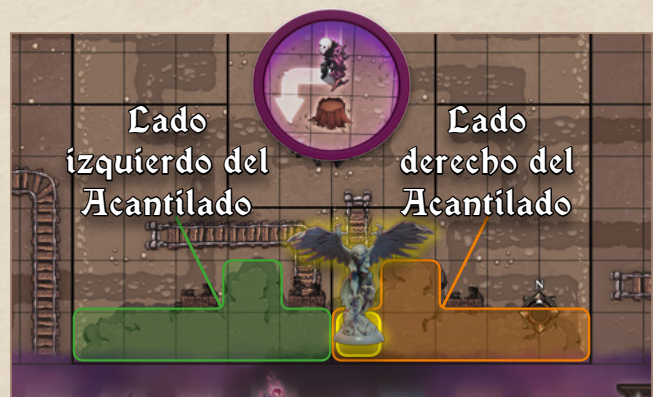 Lado
izquierdo del
Acantilado
Lado
derecho del
Acantilado
N